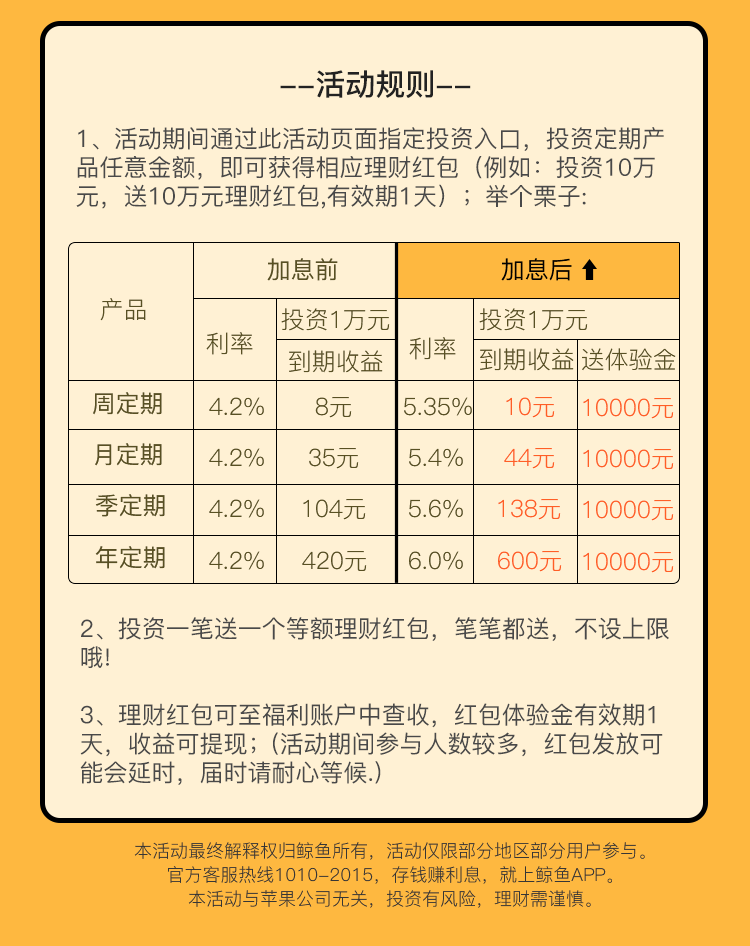 --活动规则--
1、活动期间通过此活动页面指定投资入口，投资定期产
品任意金额，即可获得相应理财红包（例如：投资10万
元，送10万元理财红包,有效期1天）；举个栗子:
产品 加息前 加息后
利率 投资1万元 利率 投资1万元
到期收益 到期收益 送体验金
周定期 4.2% 8元 5.35% 10元 10000元
月定期 4.2% 35元 5.4% 44元 10000元
季定期 4.2% 104元 5.6% 138元 10000元
年定期 4.2% 420元 6.0% 600元 10000元
2、投资一笔送一个等额理财红包，笔笔都送，不设上限
哦!
3、理财红包可至福利账户中查收，红包体验金有效期1
天，收益可提现；（活动期间参与人数较多，红包发放可
能会延时，届时请耐心等候.）
本活动最终解释权归鲸鱼所有，活动仅限部分地区部分用户参与。
官方客服热线1010-2015，存钱赚利息，就上鲸鱼APP。
本活动与苹果公司无关，投资有风险，理财需谨慎。